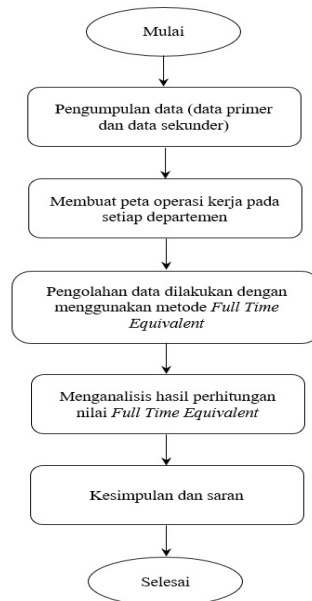 Mulai
Pengumpulan data (data primer
dan data sekunder)
Membuat peta operasi kerja pada
setiap departemen
Pengolahan data dilakukan dengan
menggunakan metode Full Time
Equivalent
Menganalisis hasil perhitungan
nilai Full Time Equivalent
Kesimpulan dan saran
Selesai